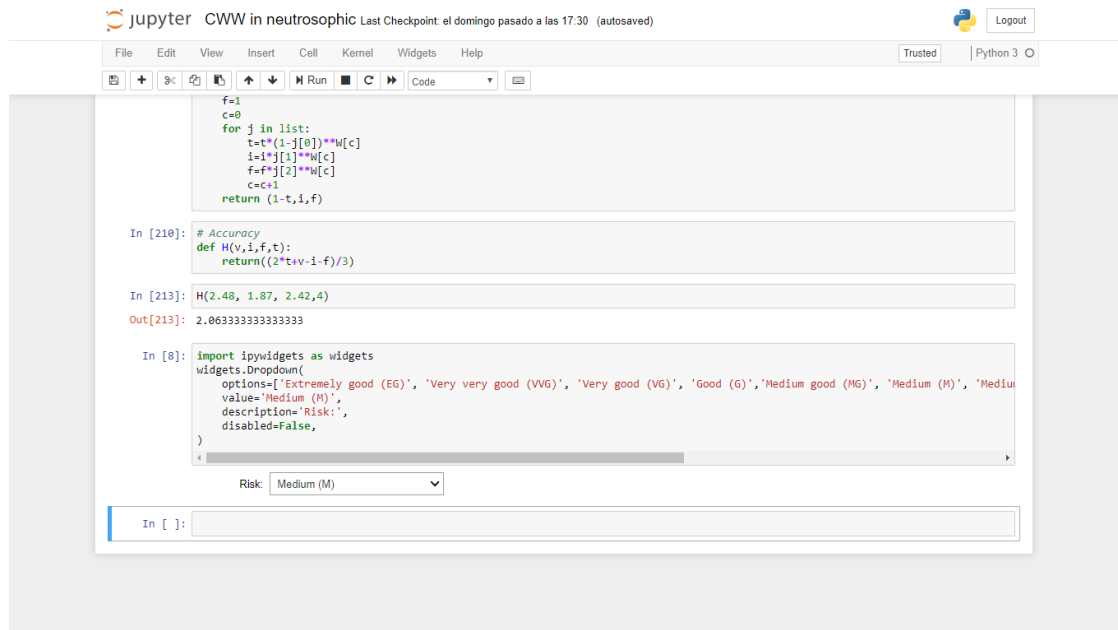 jupyter CWW in neutrosophic Last Checkpoint: el domingo pasado a las 17:30 (autosaved) Logout
File Edit View Insert Cell Kernel Widgets Help Trusted Python 3
Run Code
f=1
c=0
for j in list:
t=t*(1-j[0])**W[c]
i=i*j[1]**W[c]
f=f*j[2]**W[c]
c=c+1
return (1-t,i,f)
In [210]: # Accuracy
def H(v,i,f,t):
return((2*t+v-i-f)/3)
In [213]: H(2.48, 1.87, 2.42,4)
Out[213]: 2.063333333333333
In [8]: import ipywidgets as widgets
widgets.Dropdown(
options=['Extremely good (EG)', 'Very very good (VVG)', 'Very good (VG)', 'Good (G)','Medium good (MG)', 'Medium (M)', 'Mediu
value='Medium (M)',
description='Risk:',
disabled=False,
)
Risk: Medium (M)
In [ ]: